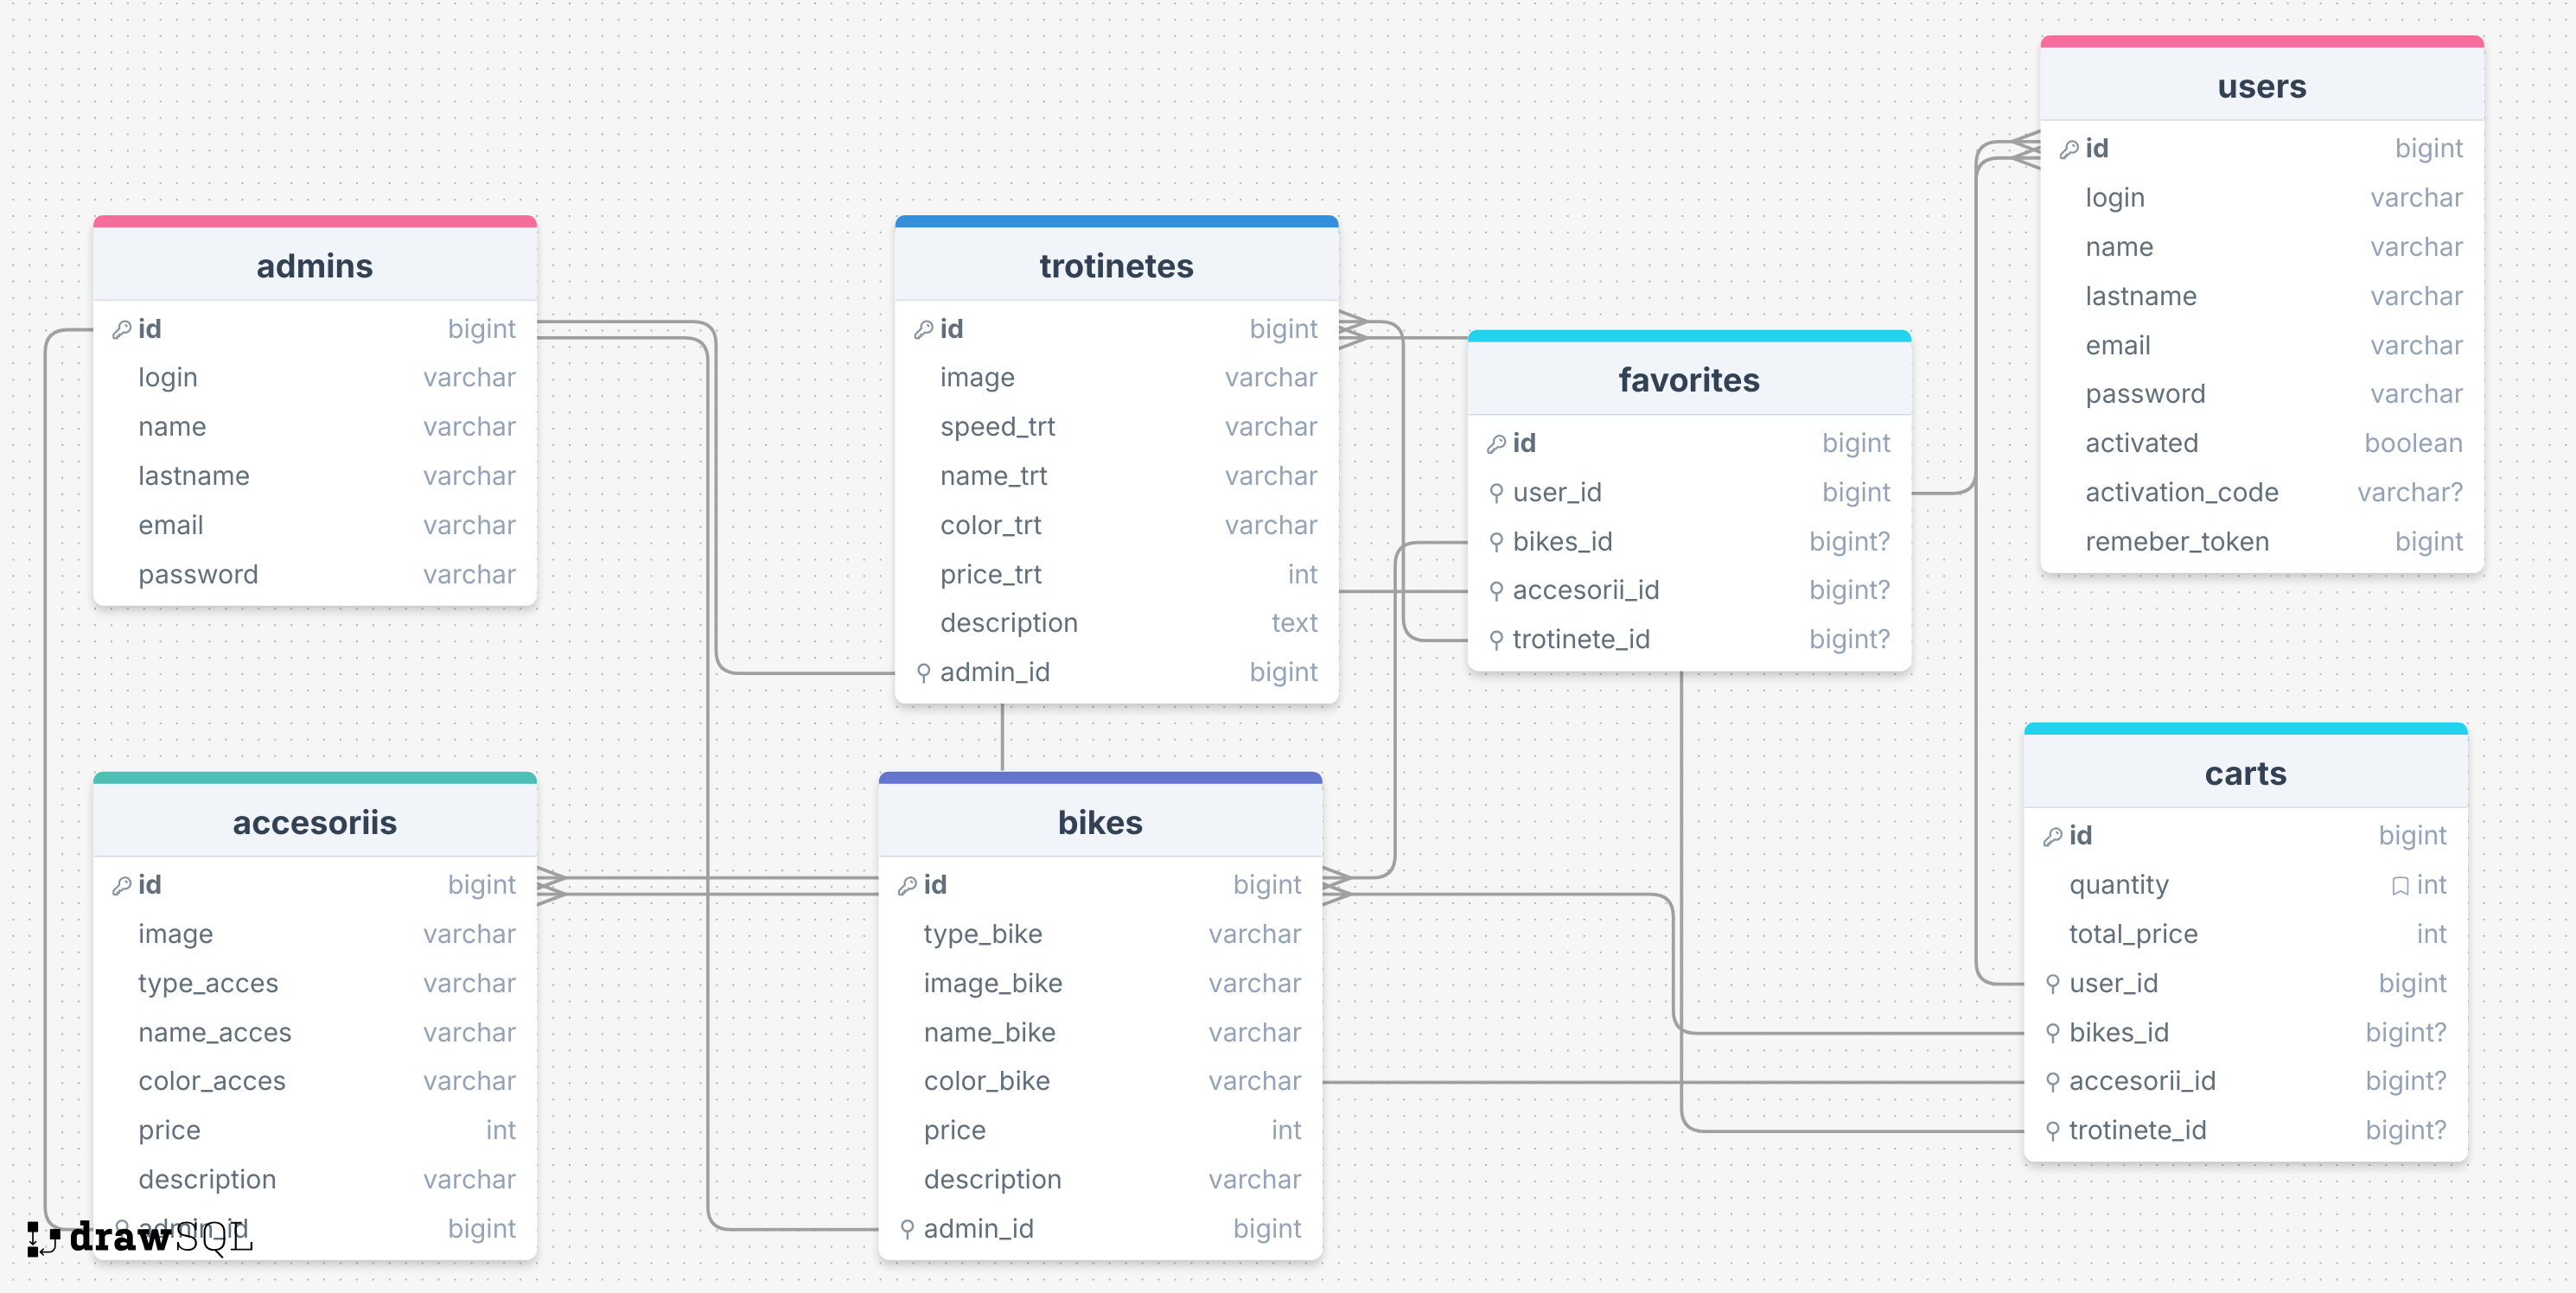 users
id bigint
login varchar
name varchar
lastname varchar
email varchar
password varchar
activated boolean
activation_code varchar?
remeber_token bigint
admins
id bigint
login varchar
name varchar
lastname varchar
email varchar
password varchar
trotinetes
id bigint
image varchar
speed_trt varchar
name_trt varchar
color_trt varchar
price_trt int
description text
admin_id bigint
favorites
id bigint
user_id bigint
bikes_id bigint?
accesorii_id bigint?
trotinete_id bigint?
accesoriis
id bigint
image varchar
type_acces varchar
name_acces varchar
color_acces varchar
price int
description varchar
admin_id bigint
bikes
id bigint
type_bike varchar
image_bike varchar
name_bike varchar
color_bike varchar
price int
description varchar
admin_id bigint
carts
id bigint
quantity int
total_price int
user_id bigint
bikes_id bigint?
accesorii_id bigint?
trotinete_id bigint?
drawSQL